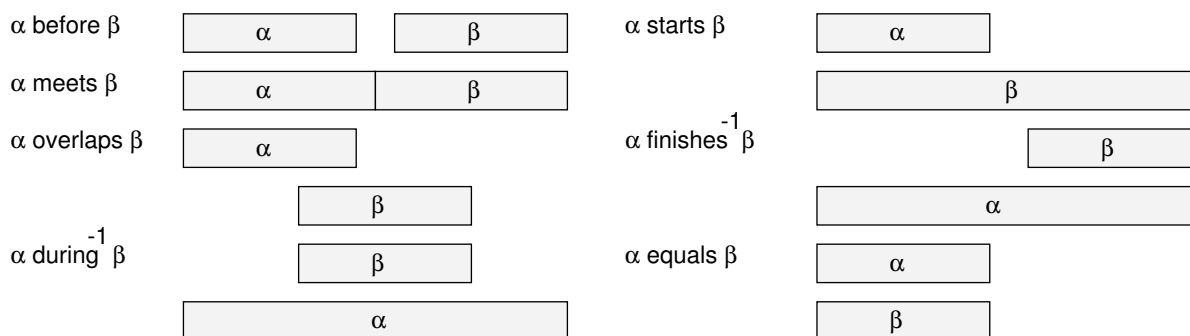 α before β α β
α meets β α β
α overlaps β α
β
α during⁻¹ β β
α
α starts β α
β
α finishes⁻¹ β β
α
α equals β α
β